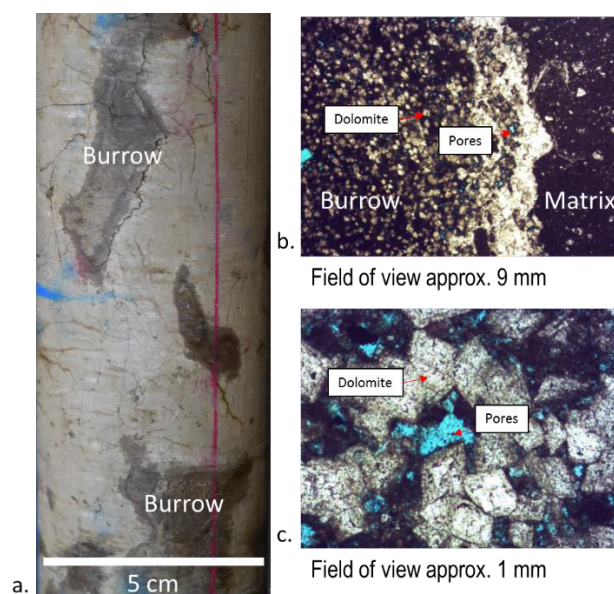 Burrow
Burrow
5 cm
a.
Dolomite
Pores
Burrow
Matrix
b.
Field of view approx. 9 mm
Dolomite
Pores
c.
Field of view approx. 1 mm